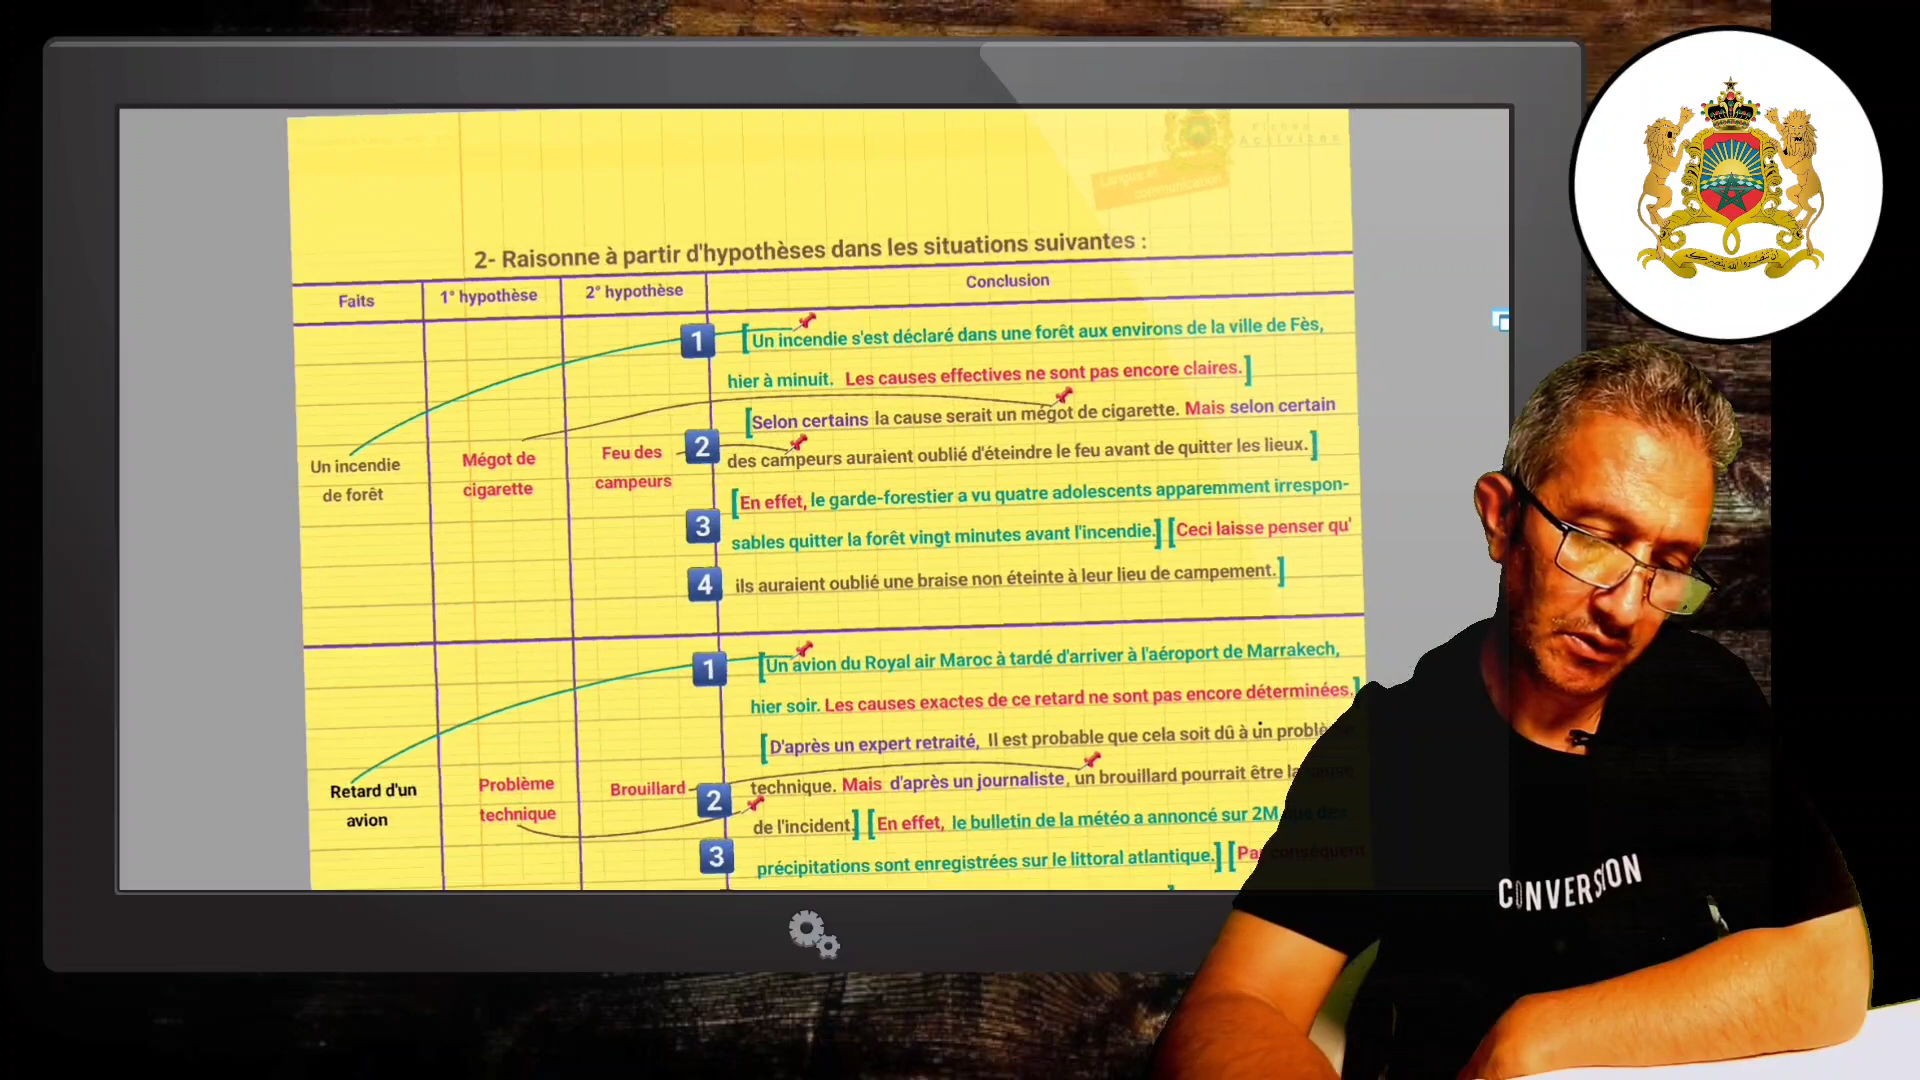 Fiches
Activités
Langue et
communication
2- Raisonne à partir d'hypothèses dans les situations suivantes :
Faits
1° hypothèse
2° hypothèse
Conclusion
1
[Un incendie s'est déclaré dans une forêt aux environs de la ville de Fès,
hier à minuit. Les causes effectives ne sont pas encore claires.]
[Selon certains la cause serait un mégot de cigarette. Mais selon certain
2
des campeurs auraient oublié d'éteindre le feu avant de quitter les lieux.]
Un incendie
de forêt
Mégot de
cigarette
Feu des
campeurs
[En effet, le garde-forestier a vu quatre adolescents apparemment irrespon-
3
sables quitter la forêt vingt minutes avant l'incendie.] [Ceci laisse penser qu'
4
ils auraient oublié une braise non éteinte à leur lieu de campement.]
1
[Un avion du Royal air Maroc à tardé d'arriver à l'aéroport de Marrakech,
hier soir. Les causes exactes de ce retard ne sont pas encore déterminées.]
[D'après un expert retraité, Il est probable que cela soit dû à un
technique. Mais d'après un journaliste, un brouillard pourrait être
Retard d'un
avion
Problème
technique
Brouillard
2
de l'incident.] [En effet, le bulletin de la météo a annoncé sur 2M
3
précipitations sont enregistrées sur le littoral atlantique.] [Par conséquent
CONVERSION